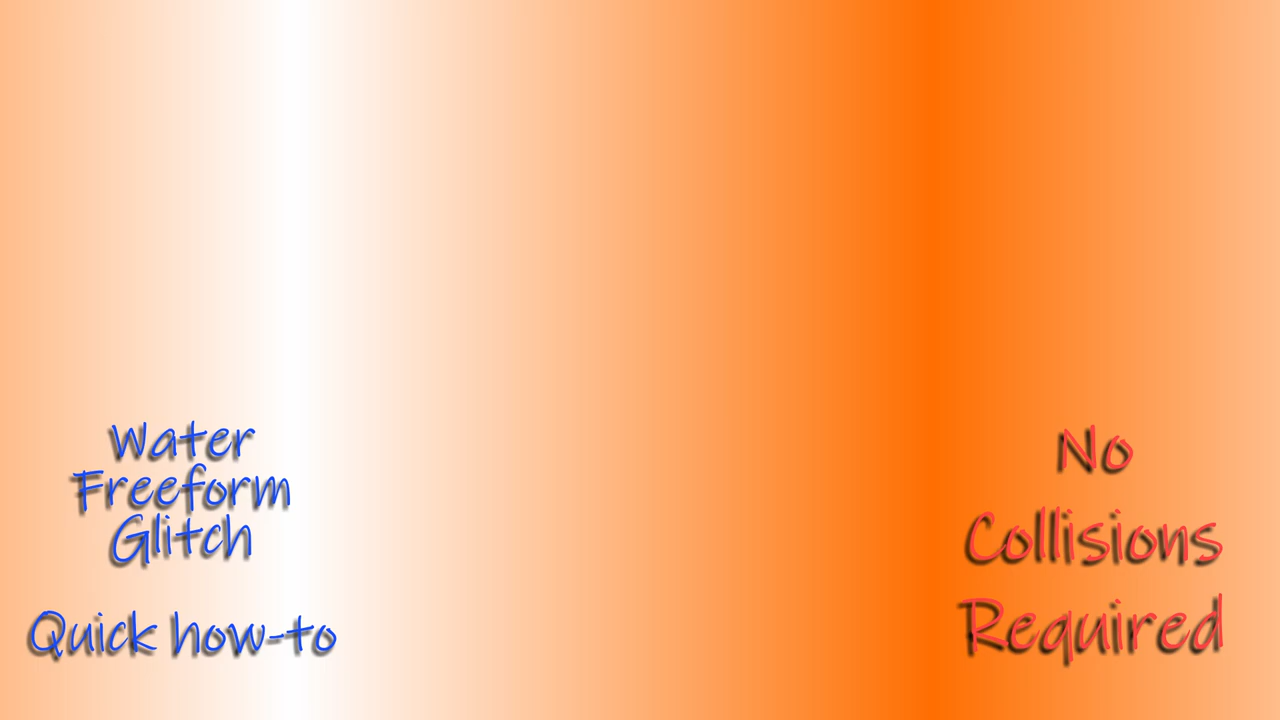 Water
Freeform
Glitch
Quick how-to
No
Collisions
Required